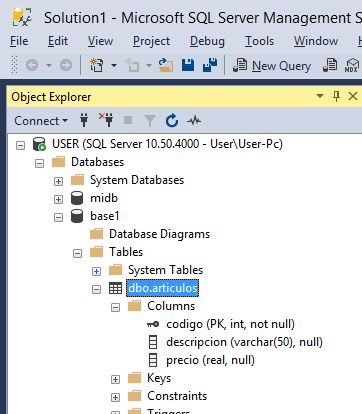 Solution1 - Microsoft SQL Server Management S
File Edit View Project Debug Tools Window H
New Query
MDX
Object Explorer
Connect
USER (SQL Server 10.50.4000 - User\User-Pc)
Databases
System Databases
midb
base1
Database Diagrams
Tables
System Tables
dbo.articulos
Columns
codigo (PK, int, not null)
descripcion (varchar(50), null)
precio (real, null)
Keys
Constraints
Triggers